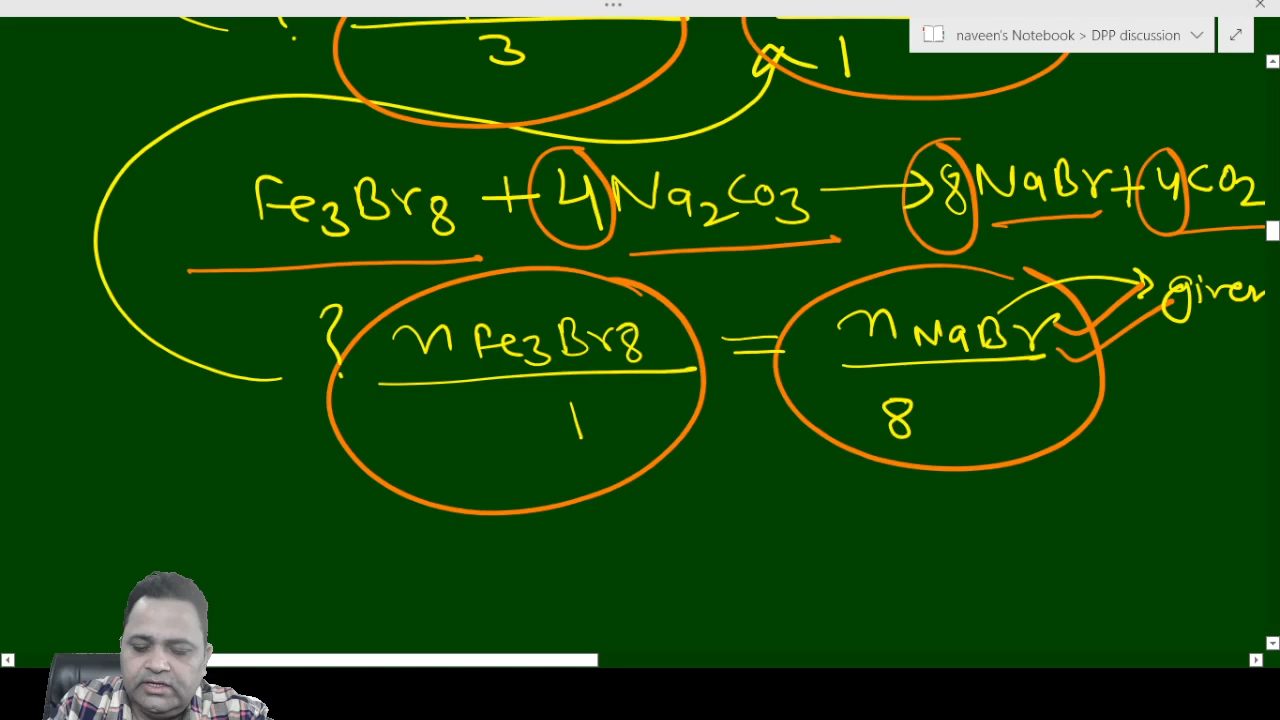 naveen's Notebook > DPP discussion
3
1
Fe3Br8 + 4Na2CO3 → 8NaBr + 4CO2
? nFe3Br8 = nNaBr → given
1 8